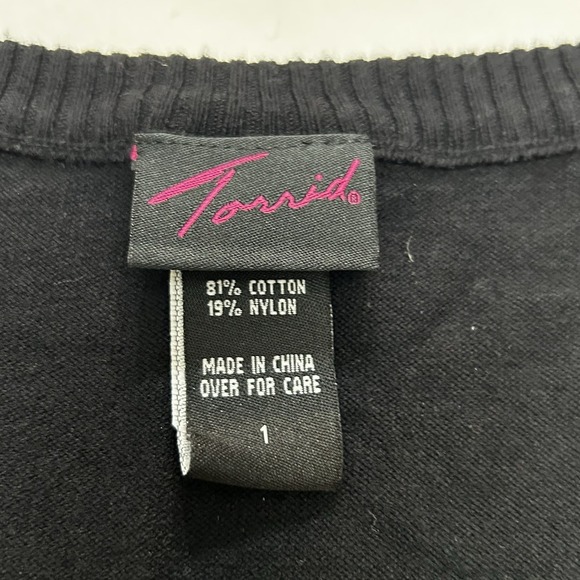 Torrid®
81% COTTON
19% NYLON
MADE IN CHINA
OVER FOR CARE
1